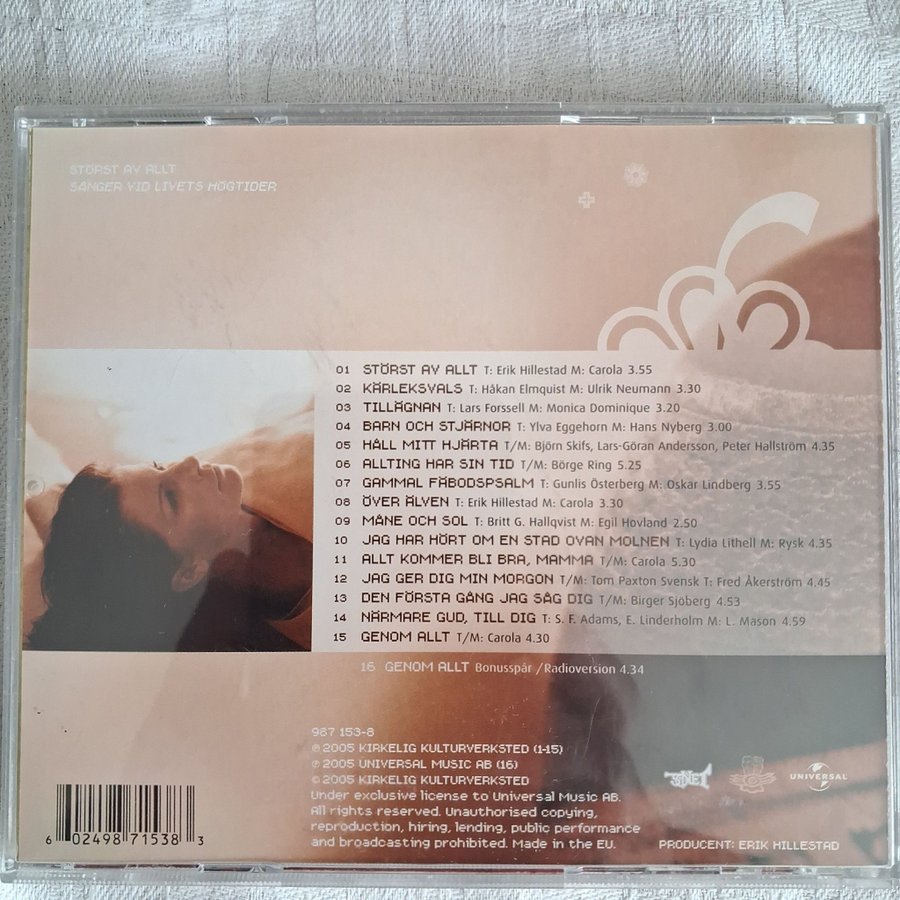 STÖRST AV ALLT
SÅNGER VID LIVETS HÖGTIDER
01 STÖRST AV ALLT T: Erik Hillestad M: Carola 3.55
02 KÄRLEKSVALS T: Håkan Elmquist M: Ulrik Neumann 3.30
03 TILLÄGNAN T: Lars Forssell M: Monica Dominique 3.20
04 BARN OCH STJÄRNOR T: Ylva Eggehorn M: Hans Nyberg 3.00
05 HÅLL MITT HJÄRTA T/M: Björn Skifs, Lars-Göran Andersson, Peter Hallström 4.35
06 ALLTING HAR SIN TID T/M: Börge Ring 5.25
07 GAMMAL FÄBODSPSALM T: Gunlis Österberg M: Oskar Lindberg 3.55
08 ÖVER ÄLVEN T: Erik Hillestad M: Carola 3.30
09 MÅNE OCH SOL T: Britt G. Hallqvist M: Egil Hovland 2.50
10 JAG HAR HÖRT OM EN STAD OVAN MOLNEN T: Lydia Lithell M: Rysk 4.35
11 ALLT KOMMER BLI BRA, MAMMA T/M: Carola 5.30
12 JAG GER DIG MIN MORGON T/M: Tom Paxton Svensk T: Fred Åkerström 4.45
13 DEN FÖRSTA GÅNG JAG SÅG DIG T/M: Birger Sjöberg 4.53
14 NÄRMARE GUD, TILL DIG T: S. F. Adams, E. Linderholm M: L. Mason 4.59
15 GENOM ALLT T/M: Carola 4.30
16 GENOM ALLT Bonusspår /Radioversion 4.34
987 153-8
℗ 2005 KIRKELIG KULTURVERKSTED (1-15)
℗ 2005 UNIVERSAL MUSIC AB (16)
© 2005 KIRKELIG KULTURVERKSTED
Under exclusive license to Universal Music AB.
All rights reserved. Unauthorised copying,
reproduction, hiring, lending, public performance
and broadcasting prohibited. Made in the EU.
UNIVERSAL
PRODUCENT: ERIK HILLESTAD
6 02498 71538 3